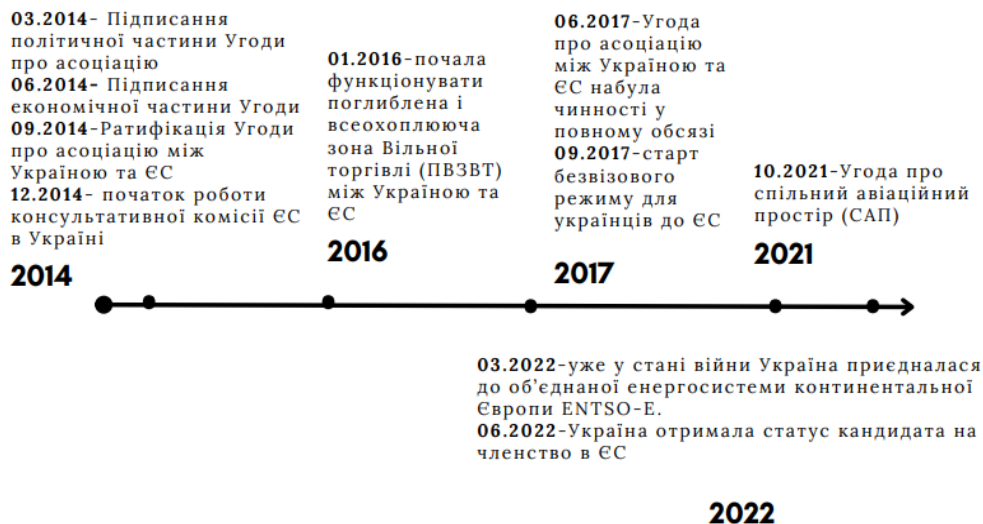 03.2014- Підписання
політичної частини Угоди
про асоціацію
06.2014- Підписання
економічної частини Угоди
09.2014-Ратифікація Угоди
про асоціацію між
Україною та ЄС
12.2014- початок роботи
консультативної комісії ЄС
в Україні
2014
01.2016-почала
функціонувати
поглиблена і
всеохоплююча
зона Вільної
торгівлі (ПВЗВТ)
між Україною та
ЄС
2016
06.2017-Угода
про асоціацію
між Україною та
ЄС набула
чинності у
повному обсязі
09.2017-старт
безвізового
режиму для
українців до ЄС
2017
10.2021-Угода про
спільний авіаційний
простір (САП)
2021
03.2022-уже у стані війни Україна приєдналася
до об’єднаної енергосистеми континентальної
Європи ENTSO-E.
06.2022-Україна отримала статус кандидата на
членство в ЄС
2022